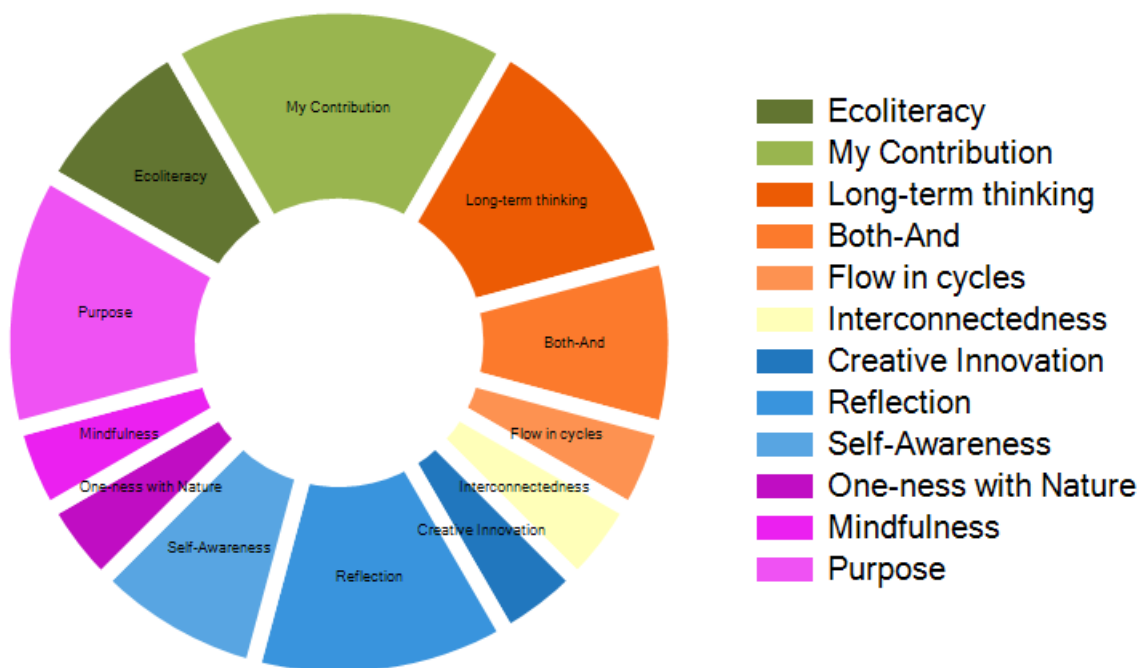 My Contribution
Ecoliteracy
Long-term thinking
Purpose
Both-And
Mindfulness
Flow in cycles
One-ness with Nature
Interconnectedness
Creative Innovation
Self-Awareness
Reflection
Ecoliteracy
My Contribution
Long-term thinking
Both-And
Flow in cycles
Interconnectedness
Creative Innovation
Reflection
Self-Awareness
One-ness with Nature
Mindfulness
Purpose